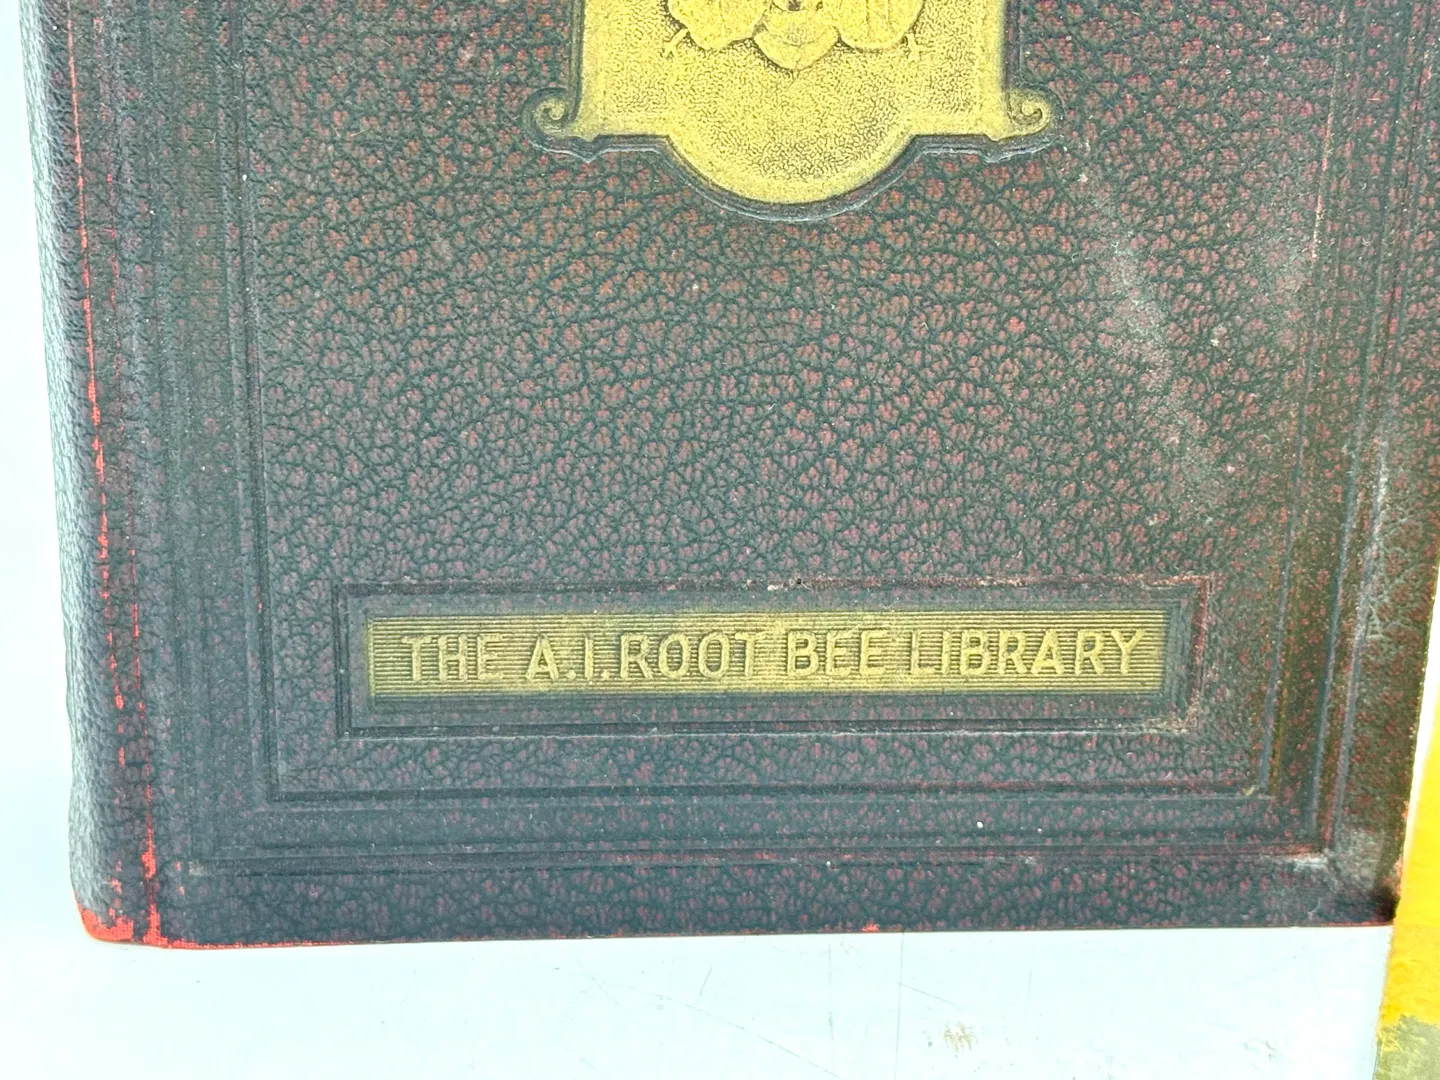 THE A.I. ROOT BEE LIBRARY